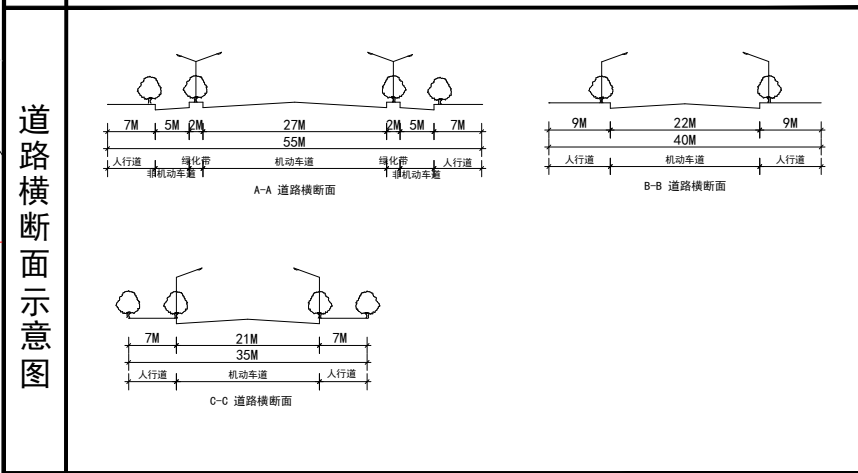 道路横断面示意图
7M 5M 2M 27M 2M 5M 7M
55M
人行道 绿化带 机动车道 绿化带 人行道
非机动车道 非机动车道
A-A 道路横断面
9M 22M 9M
40M
人行道 机动车道 人行道
B-B 道路横断面
7M 21M 7M
35M
人行道 机动车道 人行道
C-C 道路横断面